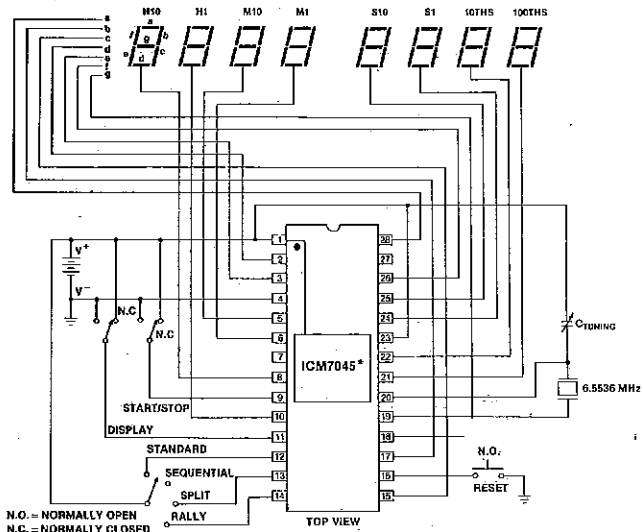 H10 H1 M10 M1 S10 S1 10THS 100THS
a
b
c
d
e
f
g
a
f b
g
e c
d
V+
V−
N.C
N.C
START/STOP
DISPLAY
STANDARD
SEQUENTIAL
SPLIT
RALLY
N.O. = NORMALLY OPEN
N.C. = NORMALLY CLOSED
1 28
2 27
3 26
4 25
5 24
6 23
7 22
8 21
9 20
10 19
11 18
12 17
13 16
14 15
ICM7045*
TOP VIEW
CTUNING
6.5536 MHz
N.O.
RESET